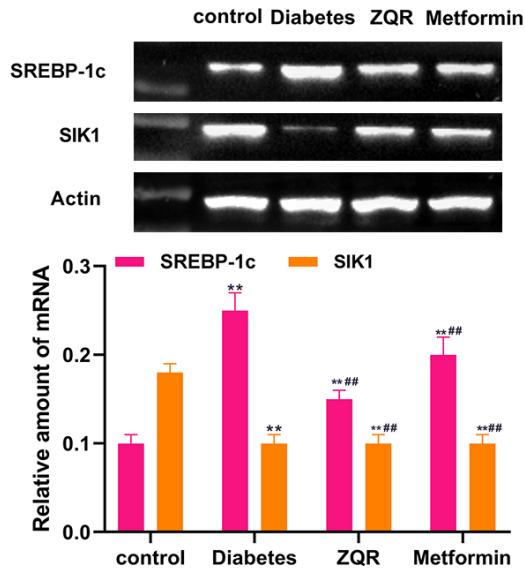 control Diabetes ZQR Metformin
SREBP-1c
SIK1
Actin
SREBP-1c SIK1
Relative amount of mRNA
0.3
0.2
0.1
0.0
**
**
**##
**##
**##
**##
control Diabetes ZQR Metformin